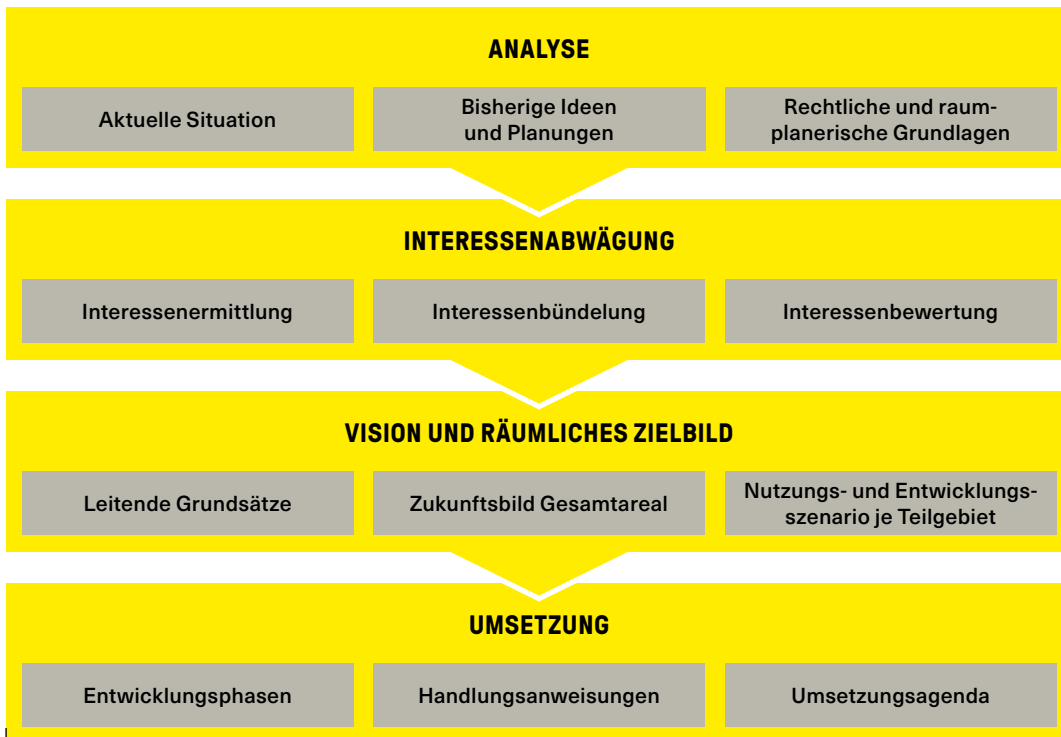 ANALYSE
Aktuelle Situation
Bisherige Ideen
und Planungen
Rechtliche und raum-
planerische Grundlagen
INTERESSENABWÄGUNG
Interessenermittlung
Interessenbündelung
Interessenbewertung
VISION UND RÄUMLICHES ZIELBILD
Leitende Grundsätze
Zukunftsbild Gesamtareal
Nutzungs- und Entwicklungs-
szenario je Teilgebiet
UMSETZUNG
Entwicklungsphasen
Handlungsanweisungen
Umsetzungsagenda